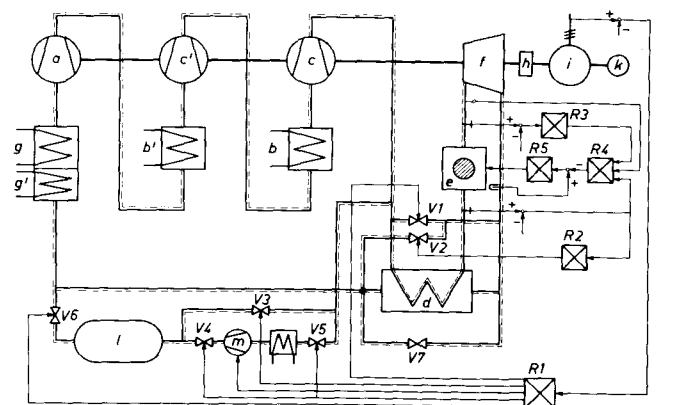 a c' c f h i k
+ −
g b' b
g'
+ − R3
R5 − R4
e +
V1 + −
V2 R2
d
V3
V6 V4 V5
l m V7
R1